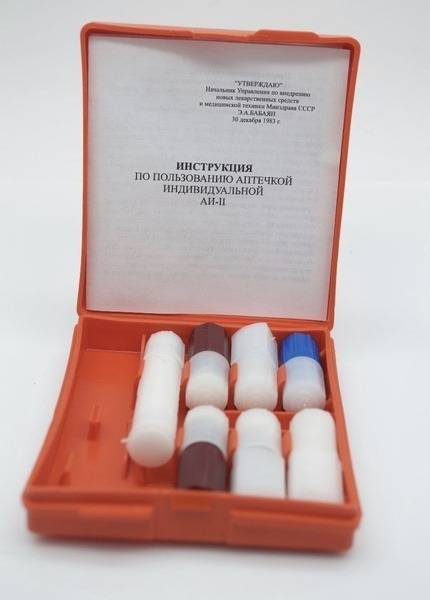 "УТВЕРЖДАЮ"
Начальник Управления по внедрению
новых лекарственных средств
и медицинской техники Минздрава СССР
Э.А.БАБАЯН
30 декабря 1983 г.
ИНСТРУКЦИЯ
ПО ПОЛЬЗОВАНИЮ АПТЕЧКОЙ
ИНДИВИДУАЛЬНОЙ
АИ-II